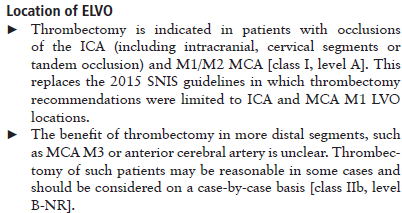 Location of ELVO
► Thrombectomy is indicated in patients with occlusions
of the ICA (including intracranial, cervical segments or
tandem occlusion) and M1/M2 MCA [class I, level A]. This
replaces the 2015 SNIS guidelines in which thrombectomy
recommendations were limited to ICA and MCA M1 LVO
locations.
► The benefit of thrombectomy in more distal segments, such
as MCA M3 or anterior cerebral artery is unclear. Thrombec-
tomy of such patients may be reasonable in some cases and
should be considered on a case-by-case basis [class IIb, level
B-NR].